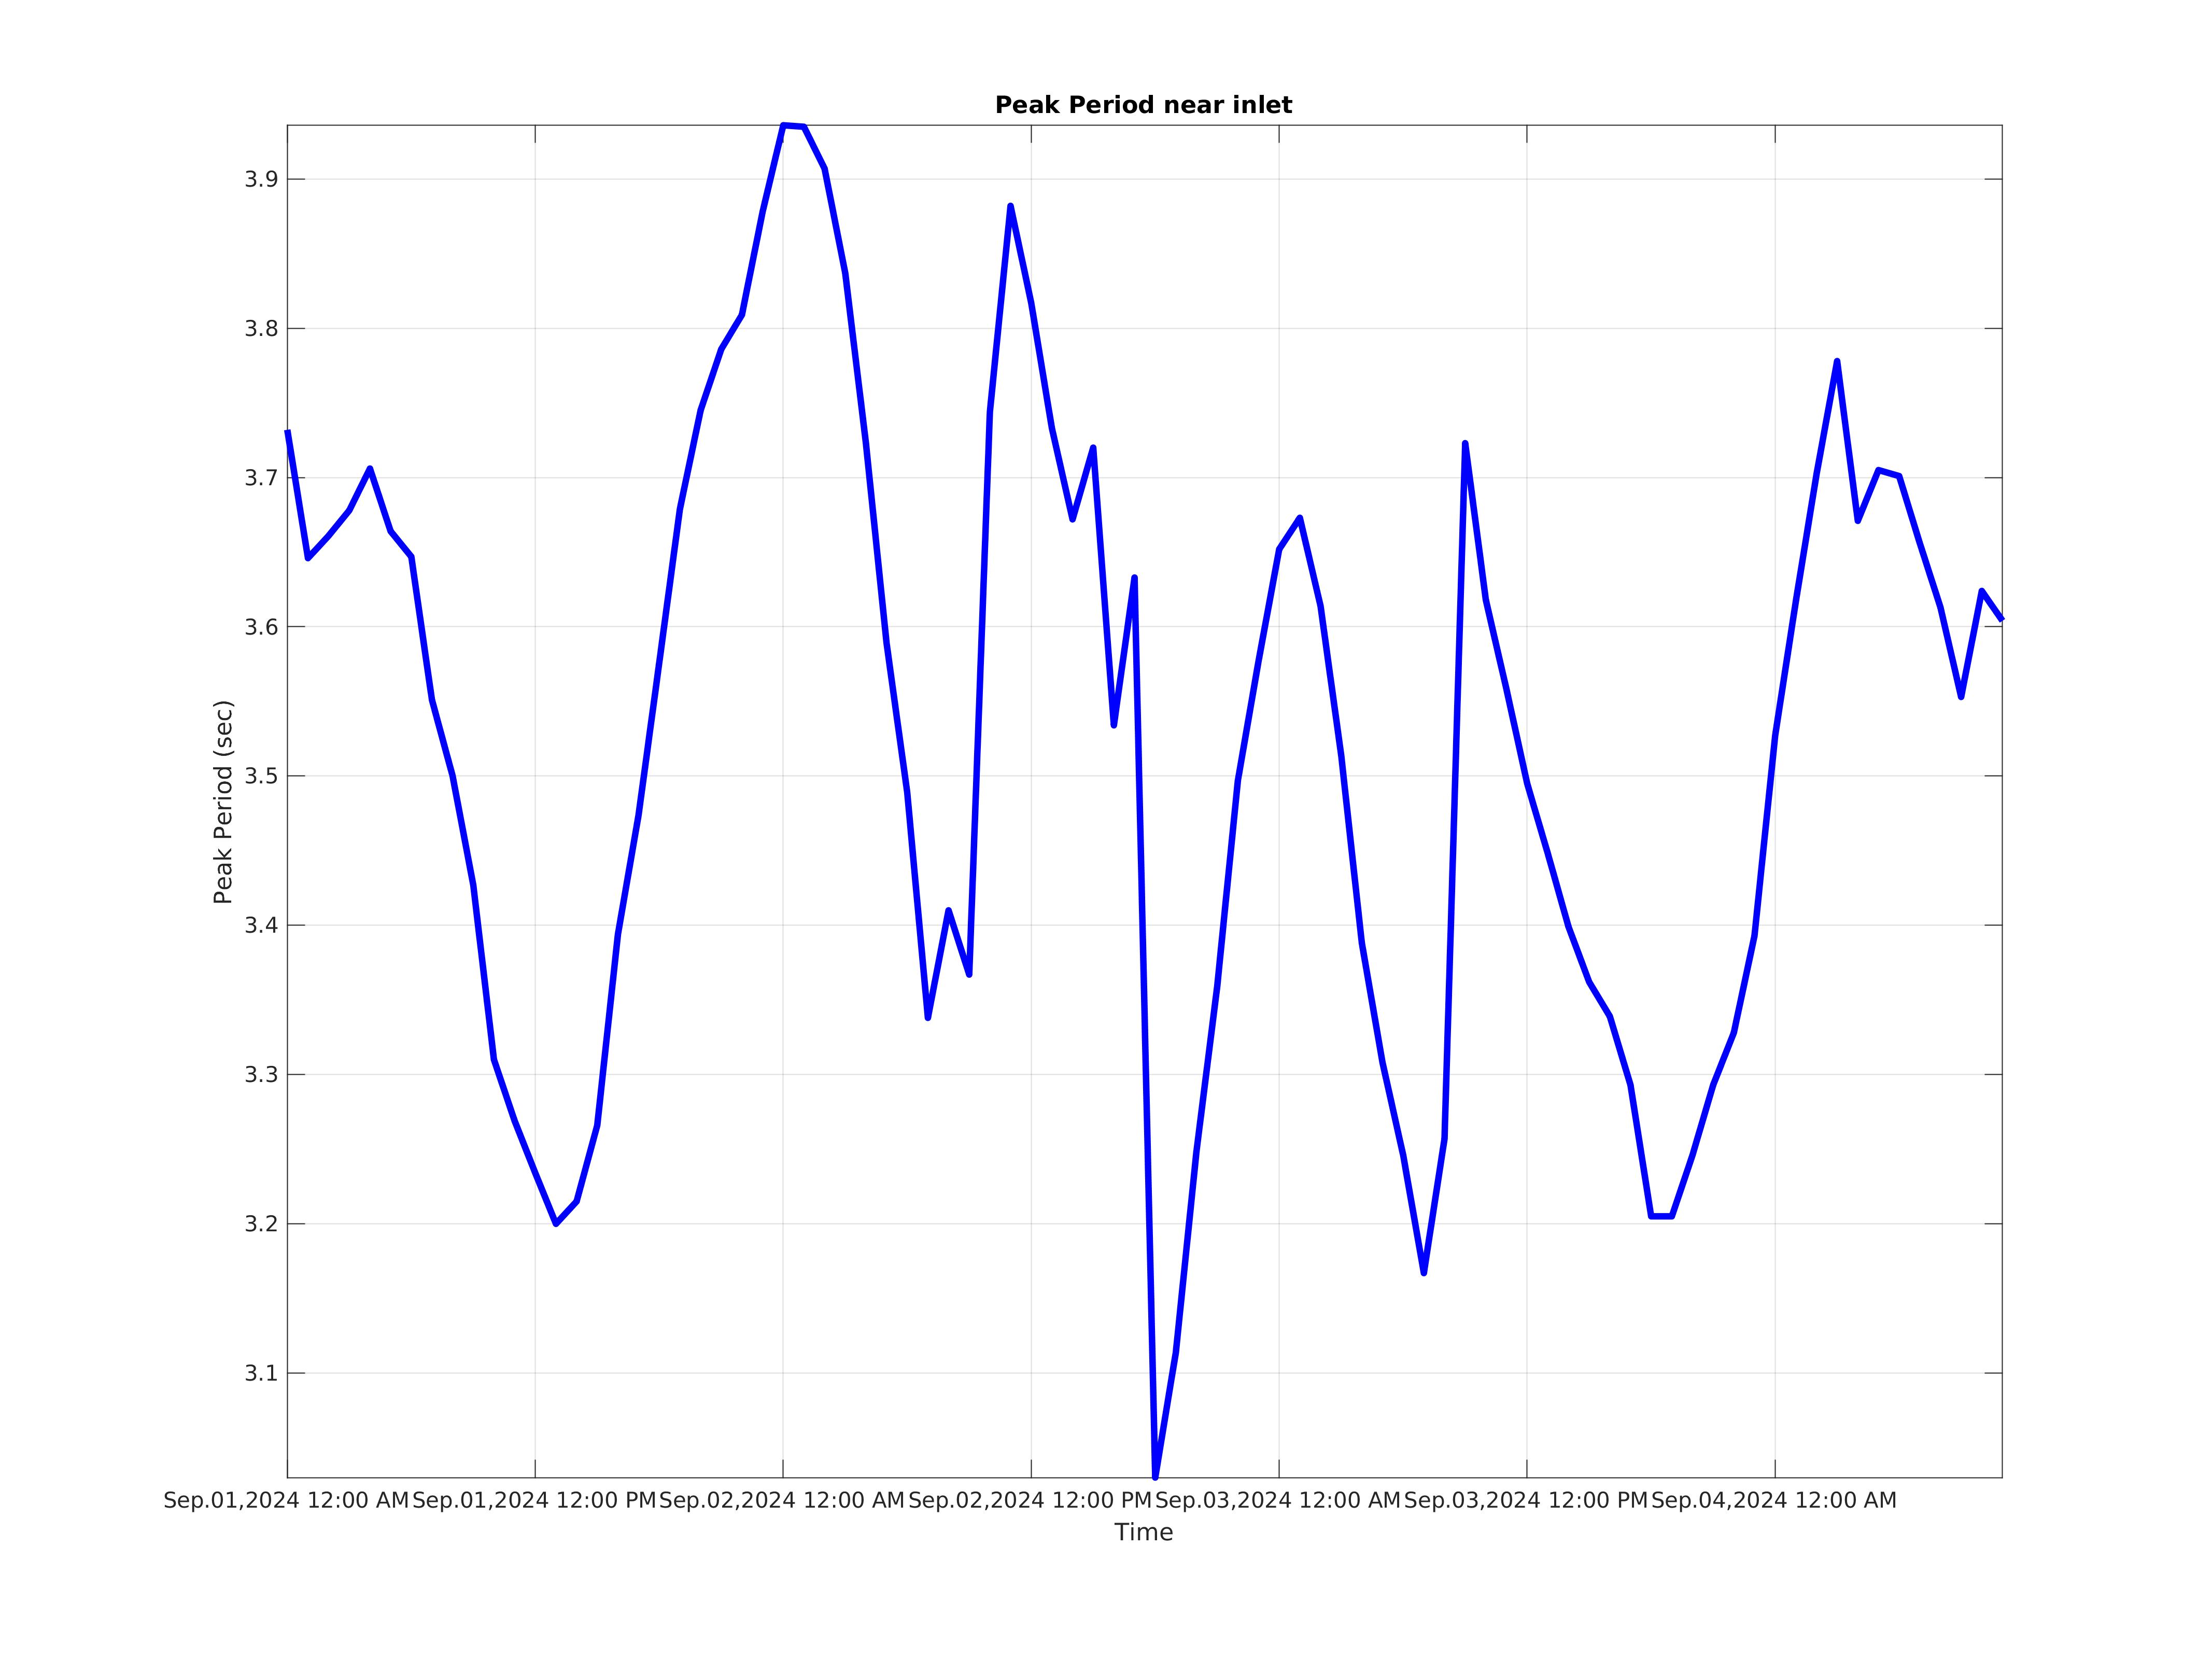 Peak Period near inlet
3.9
3.8
3.7
3.6
3.5
3.4
3.3
3.2
3.1
Peak Period (sec)
Sep.01,2024 12:00 AM Sep.01,2024 12:00 PM Sep.02,2024 12:00 AM Sep.02,2024 12:00 PM Sep.03,2024 12:00 AM Sep.03,2024 12:00 PM Sep.04,2024 12:00 AM
Time